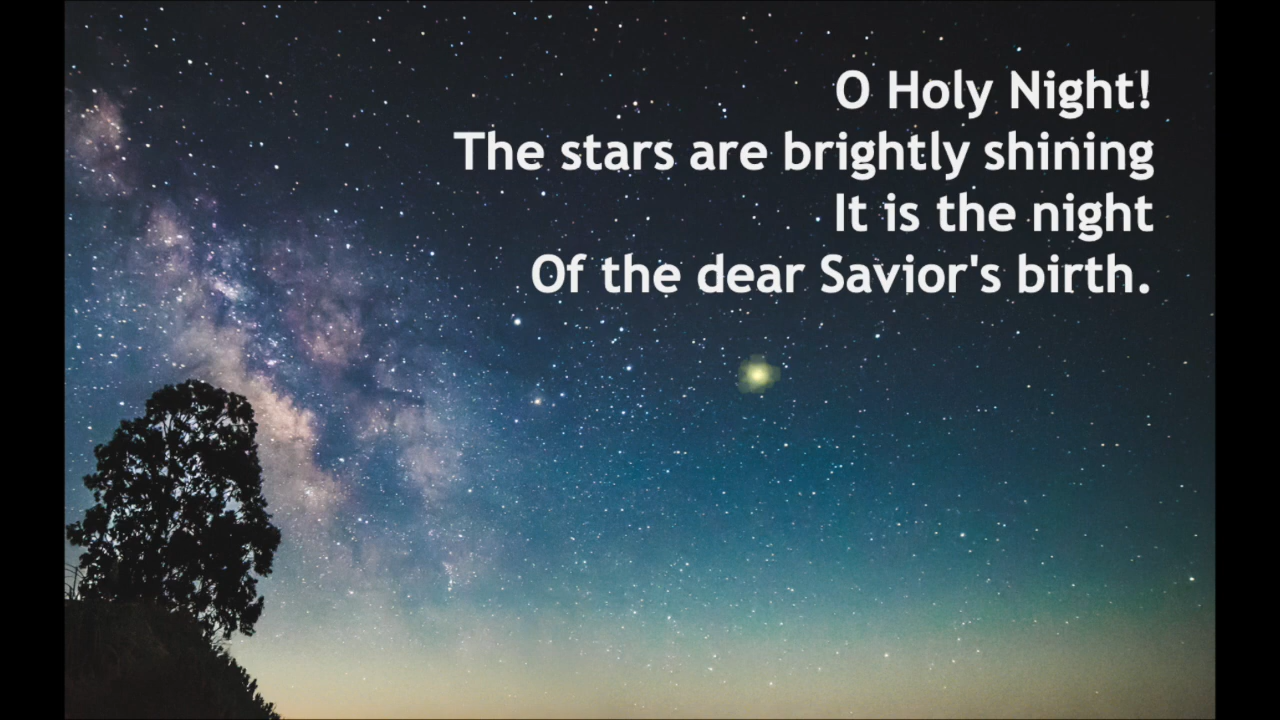 O Holy Night!
The stars are brightly shining
It is the night
Of the dear Savior's birth.